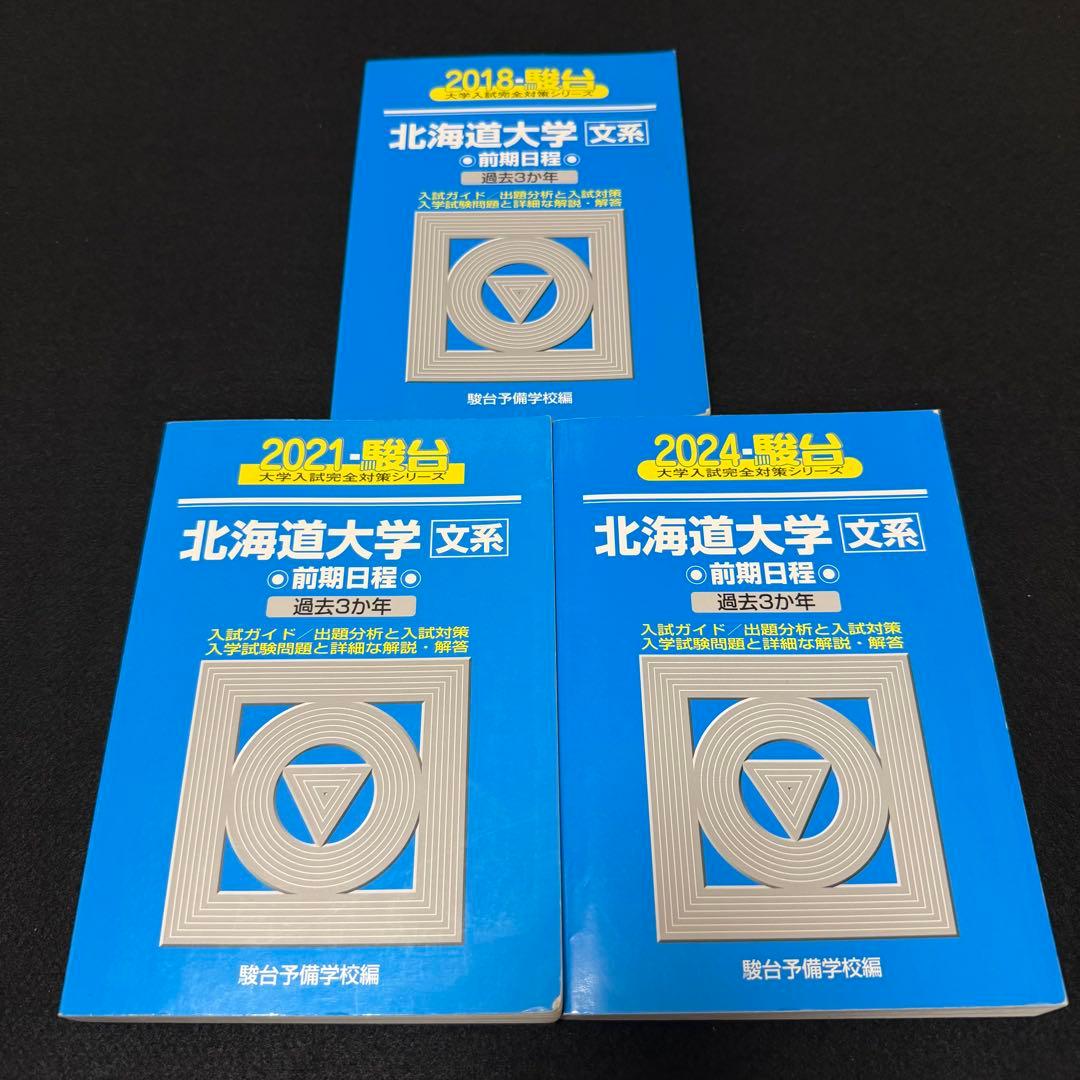 2018-駿台
大学入試完全対策シリーズ
北海道大学 文系
前期日程
過去3か年
入試ガイド/出題分析と入試対策
入学試験問題と詳細な解説・解答
駿台予備学校編
2021-駿台
大学入試完全対策シリーズ
北海道大学 文系
前期日程
過去3か年
入試ガイド/出題分析と入試対策
入学試験問題と詳細な解説・解答
駿台予備学校編
2024-駿台
大学入試完全対策シリーズ
北海道大学 文系
前期日程
過去3か年
入試ガイド/出題分析と入試対策
入学試験問題と詳細な解説・解答
駿台予備学校編